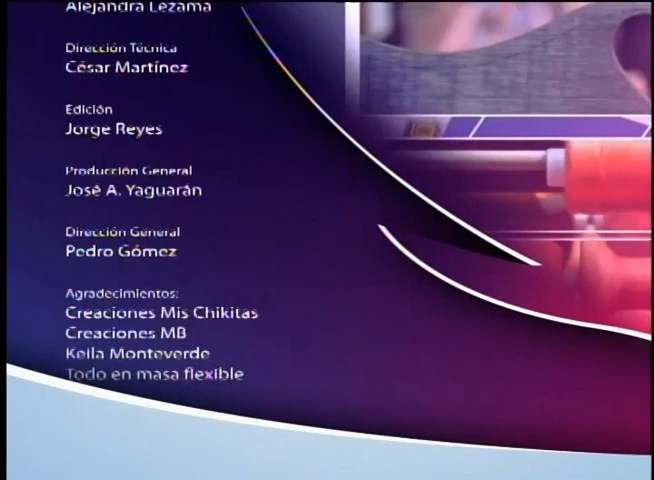 Alejandra Lezama
Dirección Técnica
César Martínez
Edición
Jorge Reyes
Producción General
José A. Yaguarán
Dirección General
Pedro Gómez
Agradecimientos:
Creaciones Mis Chikitas
Creaciones MB
Keila Monteverde
Todo en masa flexible